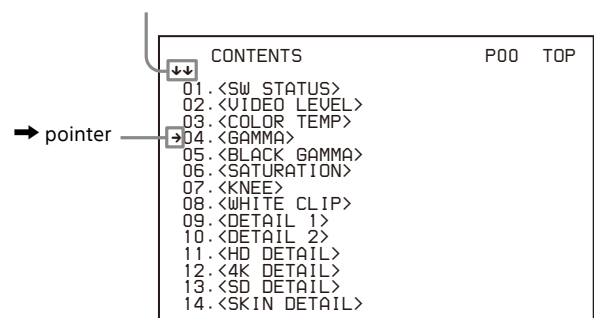 CONTENTS P00 TOP
↓↓
01.<SW STATUS>
02.<VIDEO LEVEL>
03.<COLOR TEMP>
➡ pointer →04.<GAMMA>
05.<BLACK GAMMA>
06.<SATURATION>
07.<KNEE>
08.<WHITE CLIP>
09.<DETAIL 1>
10.<DETAIL 2>
11.<HD DETAIL>
12.<4K DETAIL>
13.<SD DETAIL>
14.<SKIN DETAIL>